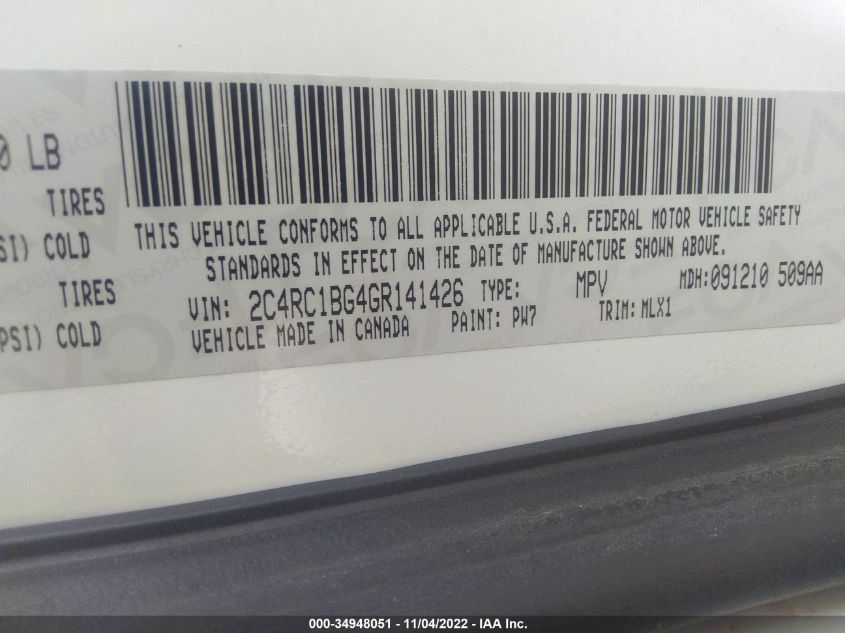 0 LB
TIRES
SI) COLD
TIRES
PSI) COLD
THIS VEHICLE CONFORMS TO ALL APPLICABLE U.S.A. FEDERAL MOTOR VEHICLE SAFETY
STANDARDS IN EFFECT ON THE DATE OF MANUFACTURE SHOWN ABOVE.
VIN: 2C4RC1BG4GR141426 TYPE: MPV MDH:091210 509AA
VEHICLE MADE IN CANADA PAINT: PW7 TRIM: MLX1
000-34948051 - 11/04/2022 - IAA Inc.